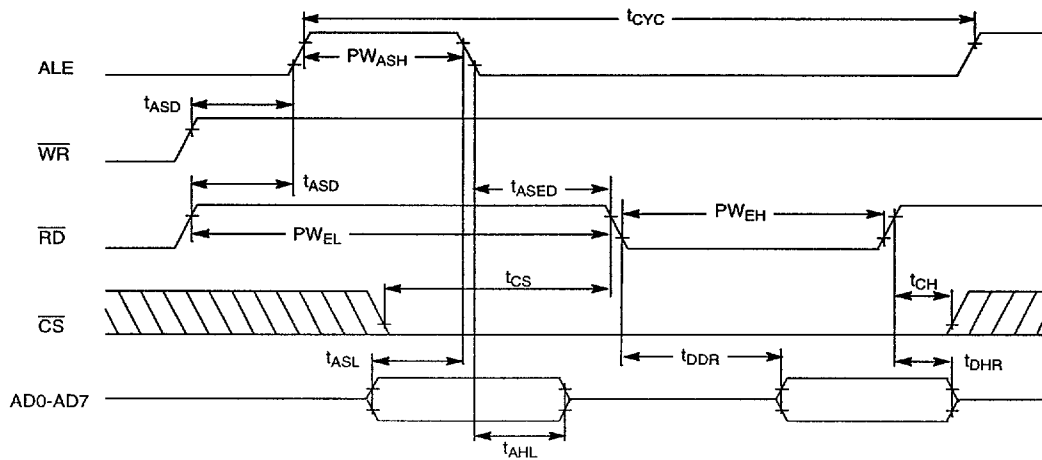 tCYC
ALE
PWASH
tASD
WR
tASD
tASED
RD
PWEL
PWEH
tCS
tCH
CS
tASL
tDDR
tDHR
AD0-AD7
tAHL